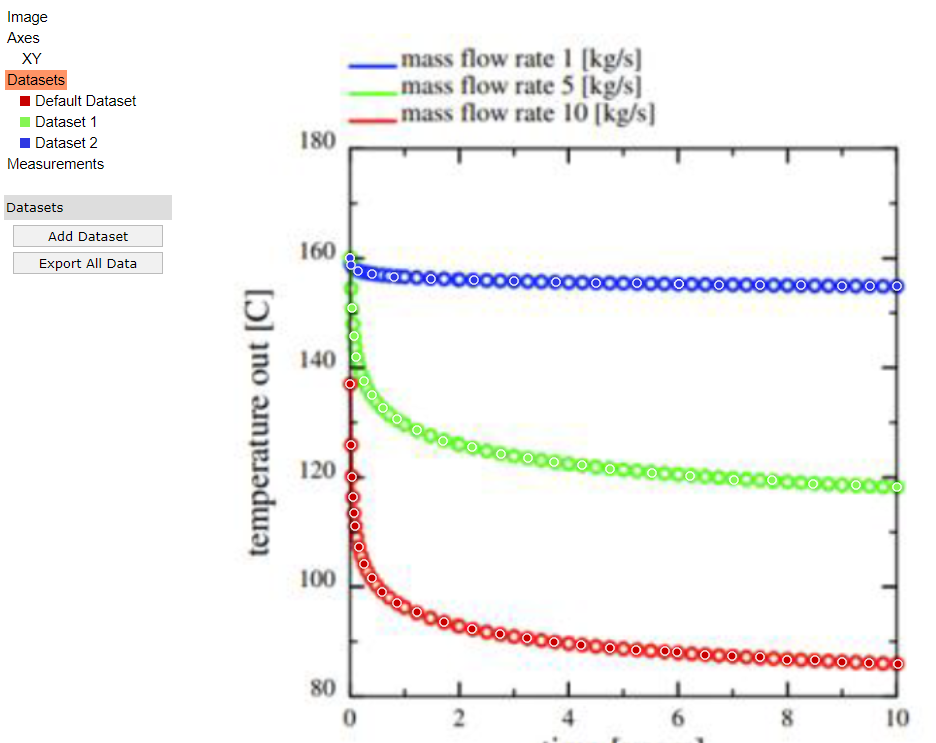 Image
Axes
XY
Datasets
Default Dataset
Dataset 1
Dataset 2
Measurements
Datasets
Add Dataset
Export All Data
mass flow rate 1 [kg/s]
mass flow rate 5 [kg/s]
mass flow rate 10 [kg/s]
180
160
140
120
100
80
temperature out [C]
0 2 4 6 8 10